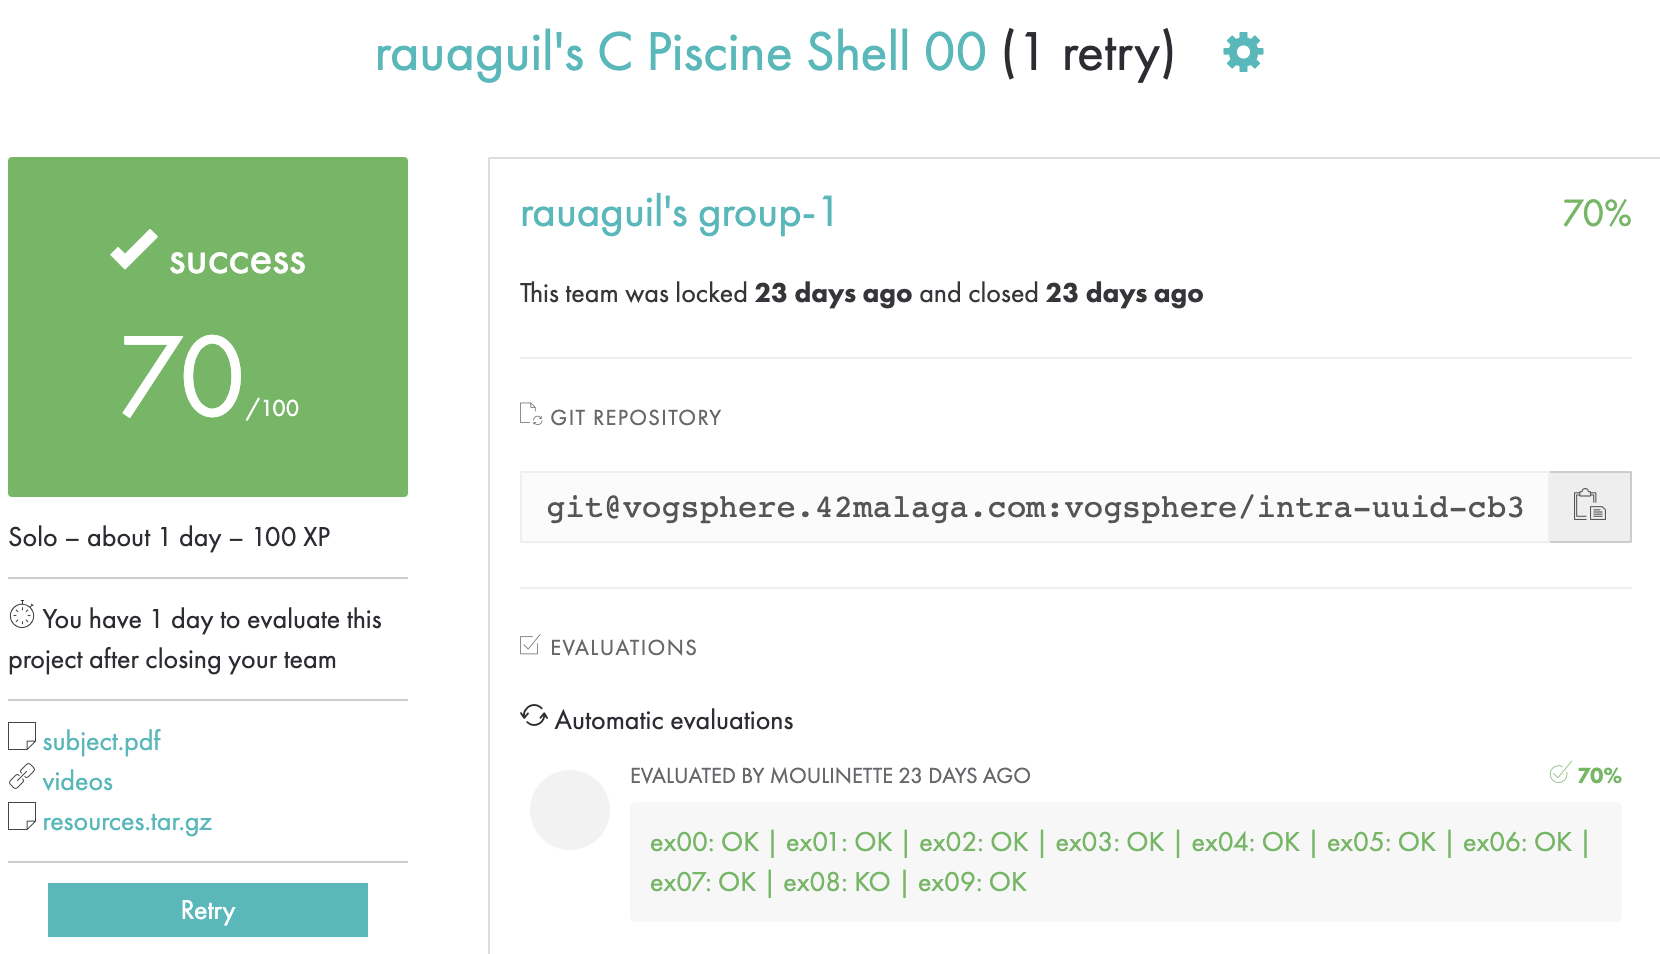 rauaguil's C Piscine Shell 00 (1 retry)
success
70/100
Solo – about 1 day – 100 XP
You have 1 day to evaluate this
project after closing your team
subject.pdf
videos
resources.tar.gz
Retry
rauaguil's group-1
70%
This team was locked 23 days ago and closed 23 days ago
GIT REPOSITORY
git@vogsphere.42malaga.com:vogsphere/intra-uuid-cb3
EVALUATIONS
Automatic evaluations
EVALUATED BY MOULINETTE 23 DAYS AGO
70%
ex00: OK | ex01: OK | ex02: OK | ex03: OK | ex04: OK | ex05: OK | ex06: OK |
ex07: OK | ex08: KO | ex09: OK